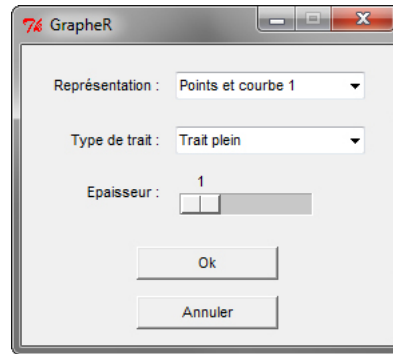 GrapheR
Représentation : Points et courbe 1
Type de trait : Trait plein
1
Epaisseur :
Ok
Annuler